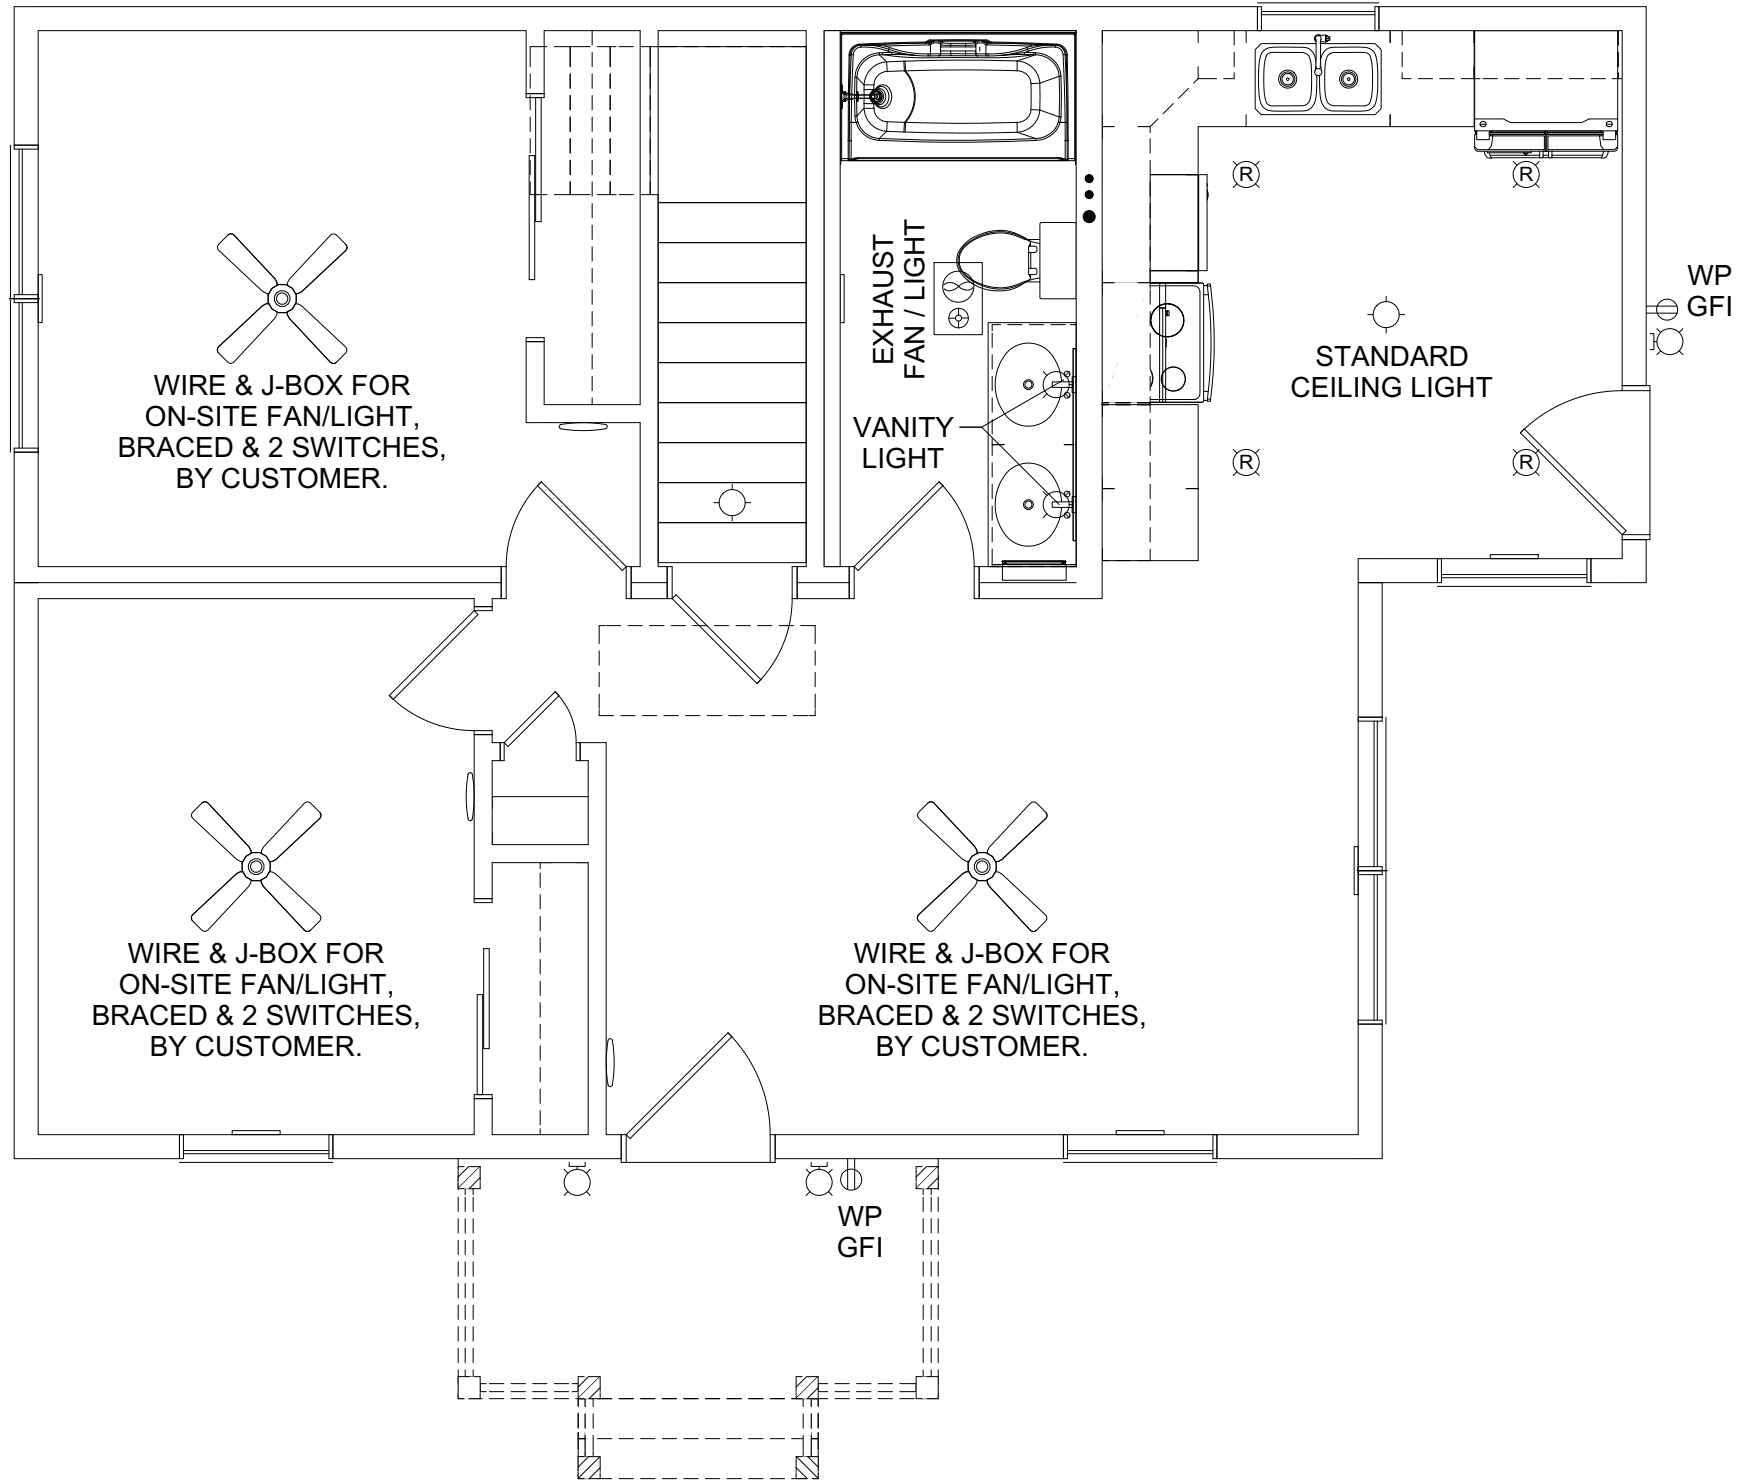 R
R
EXHAUST
FAN / LIGHT
WP
GFI
STANDARD
CEILING LIGHT
WIRE & J-BOX FOR
ON-SITE FAN/LIGHT,
BRACED & 2 SWITCHES,
BY CUSTOMER.
VANITY
LIGHT
R
R
WIRE & J-BOX FOR
ON-SITE FAN/LIGHT,
BRACED & 2 SWITCHES,
BY CUSTOMER.
WIRE & J-BOX FOR
ON-SITE FAN/LIGHT,
BRACED & 2 SWITCHES,
BY CUSTOMER.
WP
GFI